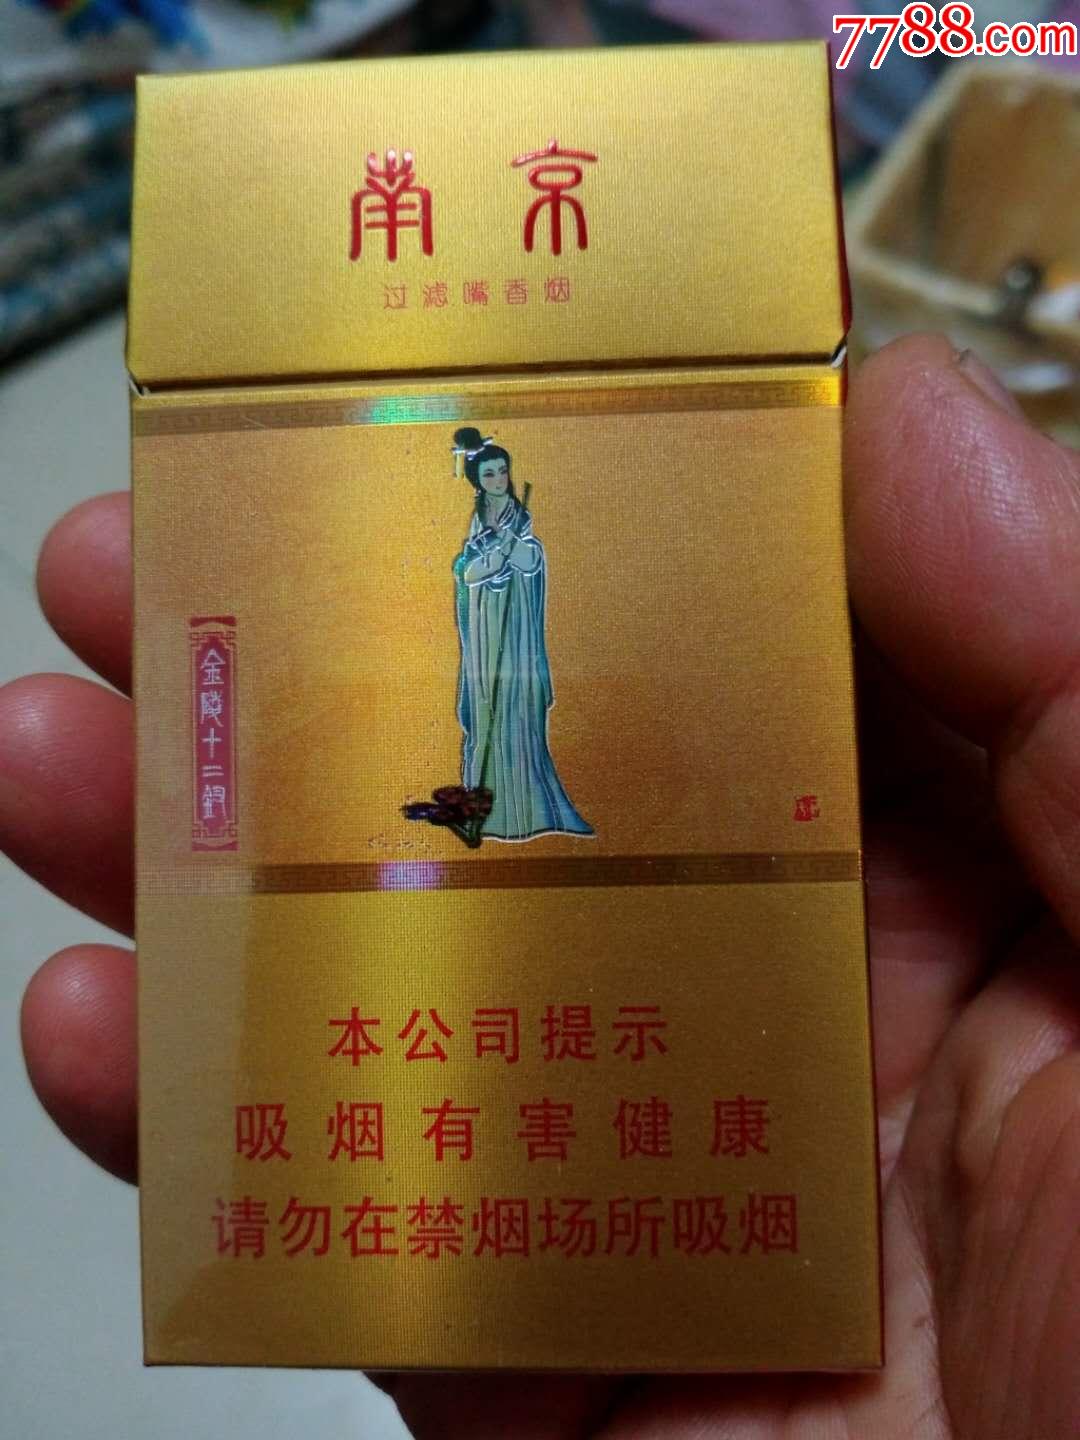 7788.com
南京
过滤嘴香烟
金陵十二钗
本公司提示
吸烟有害健康
请勿在禁烟场所吸烟